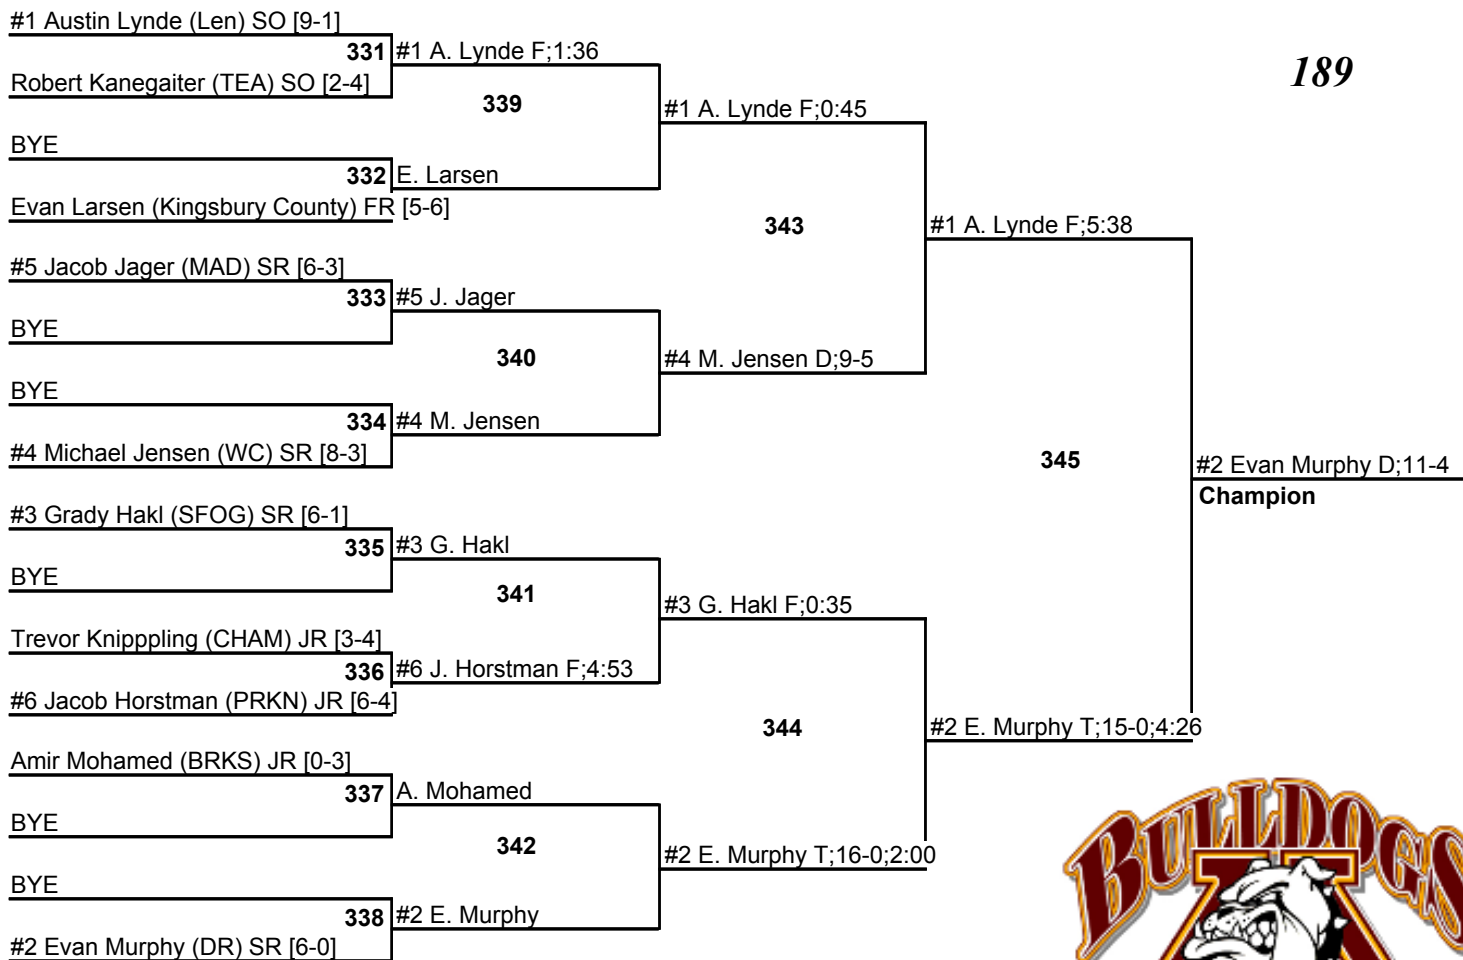 #1 Austin Lynde (Len) SO [9-1]
331 #1 A. Lynde F;1:36
189
Robert Kanegaiter (TEA) SO [2-4]
339
#1 A. Lynde F;0:45
BYE
332 E. Larsen
Evan Larsen (Kingsbury County) FR [5-6]
343
#1 A. Lynde F;5:38
#5 Jacob Jager (MAD) SR [6-3]
333 #5 J. Jager
BYE
340
#4 M. Jensen D;9-5
BYE
334 #4 M. Jensen
#4 Michael Jensen (WC) SR [8-3]
345
#2 Evan Murphy D;11-4
Champion
#3 Grady Hakl (SFOG) SR [6-1]
335 #3 G. Hakl
BYE
341
#3 G. Hakl F;0:35
Trevor Knipppling (CHAM) JR [3-4]
336 #6 J. Horstman F;4:53
#6 Jacob Horstman (PRKN) JR [6-4]
344
#2 E. Murphy T;15-0;4:26
Amir Mohamed (BRKS) JR [0-3]
337 A. Mohamed
BYE
342
#2 E. Murphy T;16-0;2:00
BYE
338 #2 E. Murphy
#2 Evan Murphy (DR) SR [6-0]
BULLDOGS